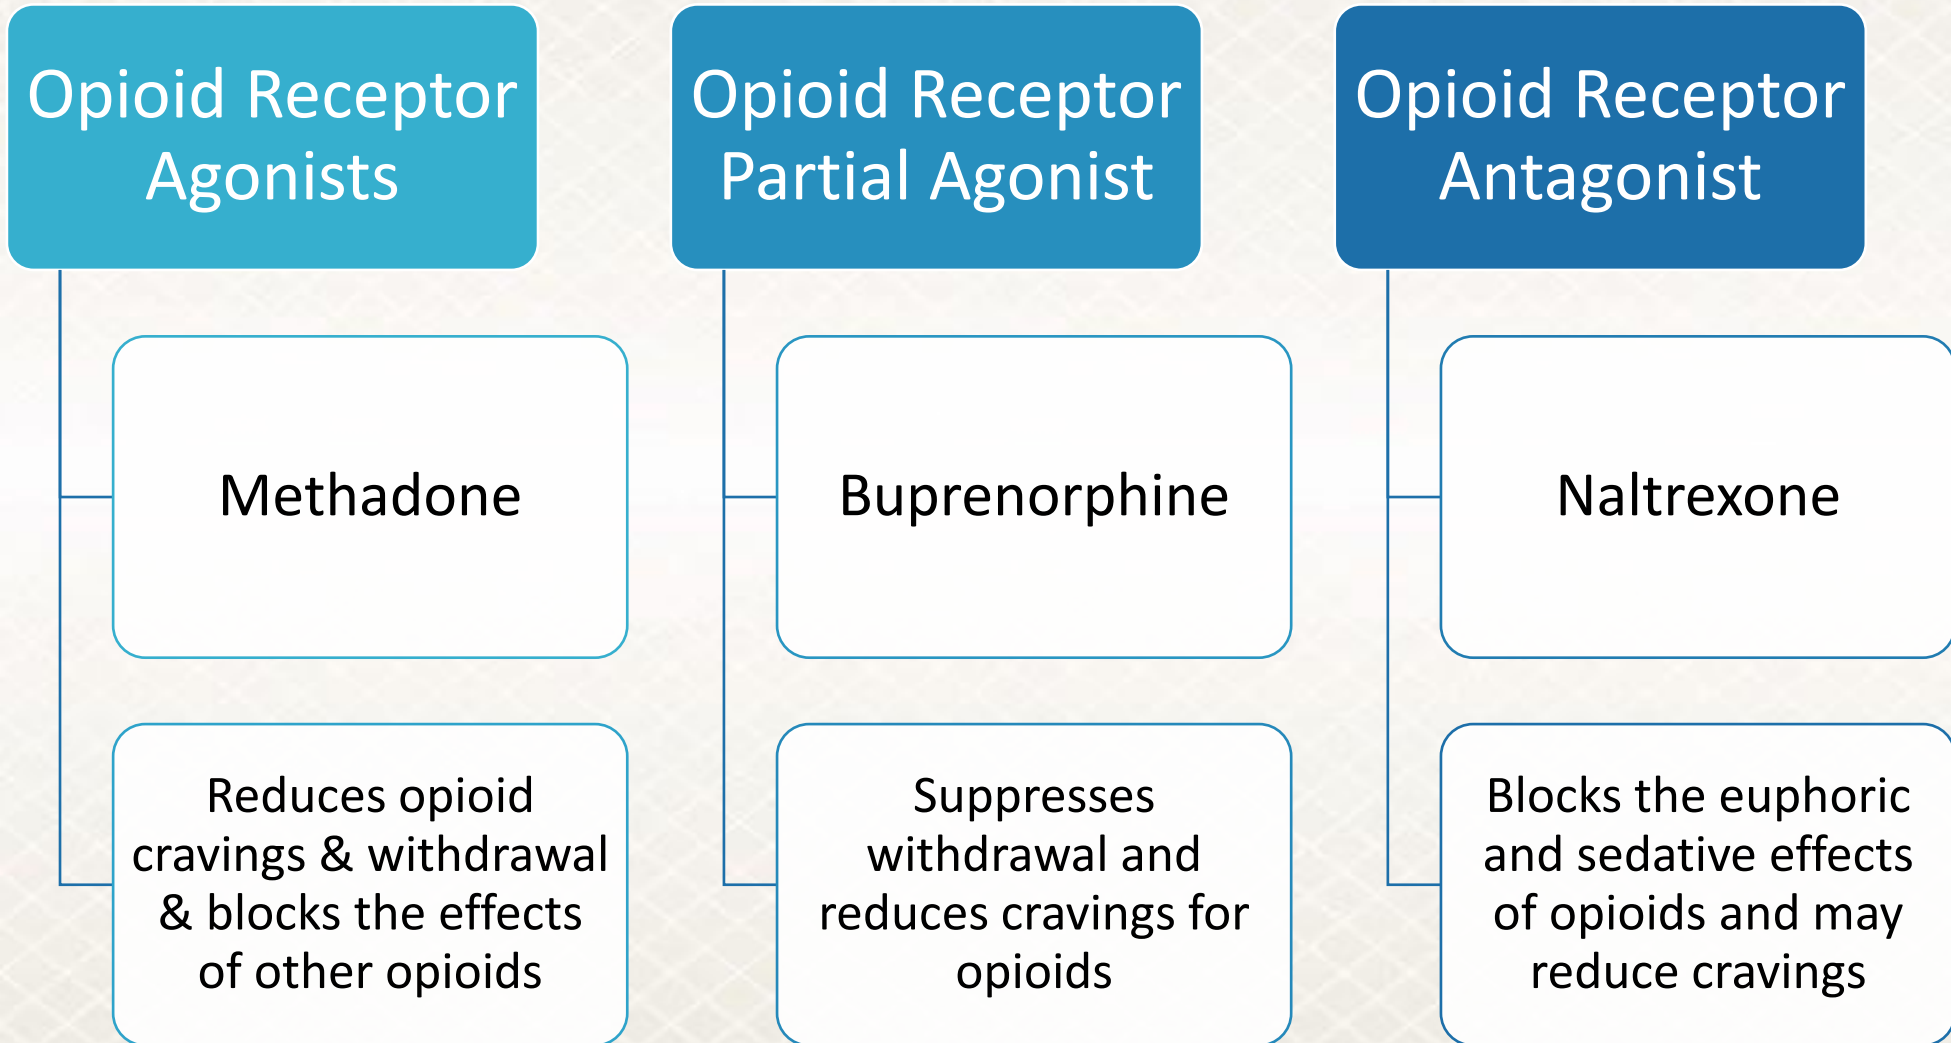 Opioid Receptor
Agonists
Methadone
Reduces opioid
cravings & withdrawal
& blocks the effects
of other opioids
Opioid Receptor
Partial Agonist
Buprenorphine
Suppresses
withdrawal and
reduces cravings for
opioids
Opioid Receptor
Antagonist
Naltrexone
Blocks the euphoric
and sedative effects
of opioids and may
reduce cravings